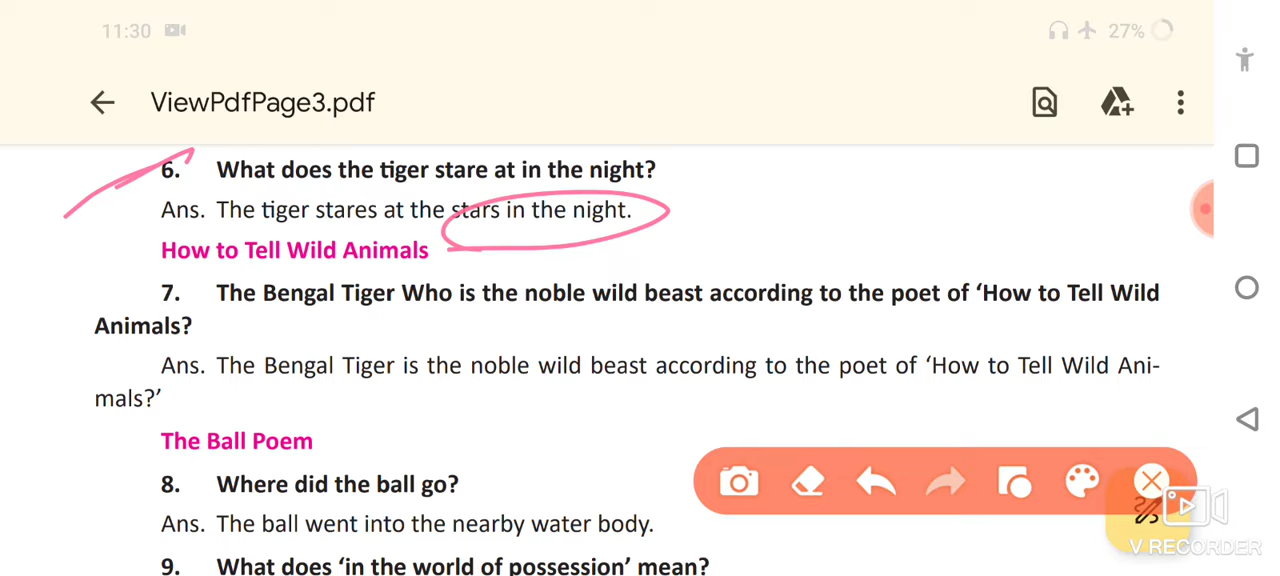 11:30 27%
ViewPdfPage3.pdf
6. What does the tiger stare at in the night?
Ans. The tiger stares at the stars in the night.
How to Tell Wild Animals
7. The Bengal Tiger Who is the noble wild beast according to the poet of ‘How to Tell Wild
Animals?
Ans. The Bengal Tiger is the noble wild beast according to the poet of ‘How to Tell Wild Ani-
mals?’
The Ball Poem
8. Where did the ball go?
Ans. The ball went into the nearby water body.
V RECORDER
9. What does ‘in the world of possession’ mean?